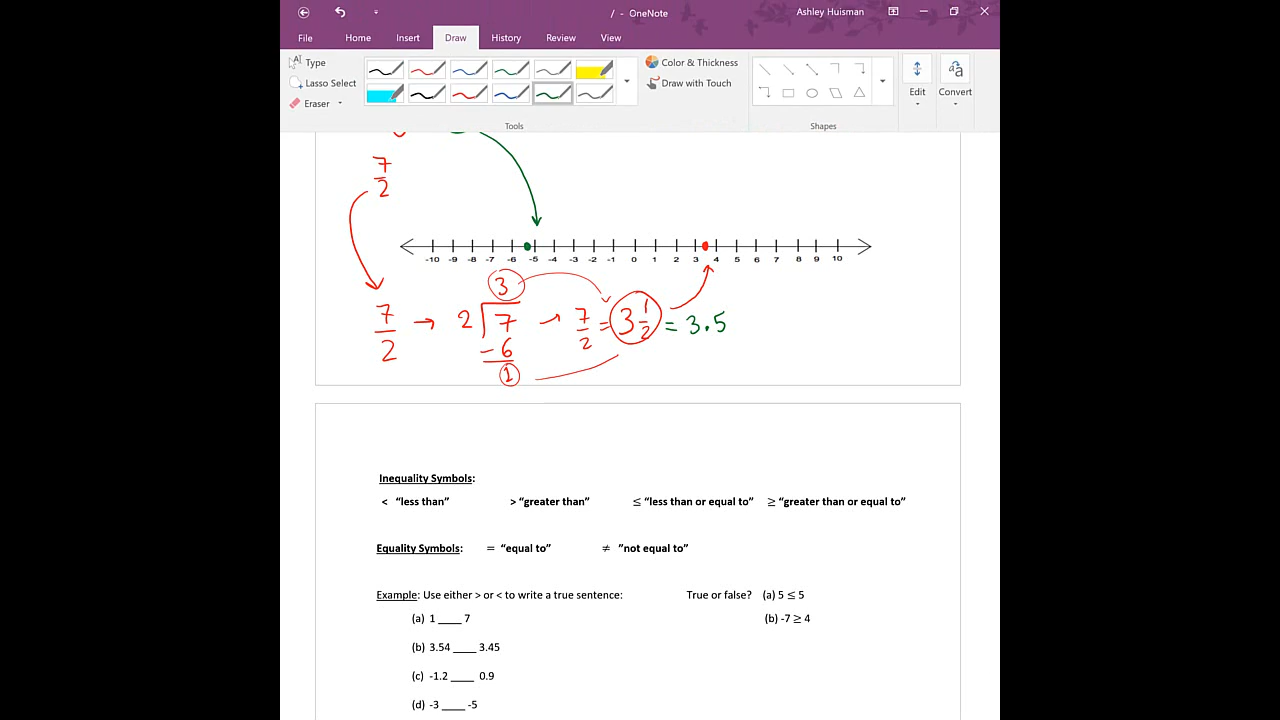 / - OneNote
Ashley Huisman
File Home Insert Draw History Review View
Type
Lasso Select
Eraser
Color & Thickness
Draw with Touch
Edit
Convert
Tools
Shapes
7/2
-10 -9 -8 -7 -6 -5 -4 -3 -2 -1 0 1 2 3 4 5 6 7 8 9 10
3
7/2 → 2 7 → 7/2 = 3 1/2 = 3.5
-6
1
Inequality Symbols:
< "less than" > "greater than" ≤ "less than or equal to" ≥ "greater than or equal to"
Equality Symbols: = "equal to" ≠ "not equal to"
Example: Use either > or < to write a true sentence: True or false? (a) 5 ≤ 5
(a) 1 ____ 7 (b) -7 ≥ 4
(b) 3.54 ____ 3.45
(c) -1.2 ____ 0.9
(d) -3 ____ -5